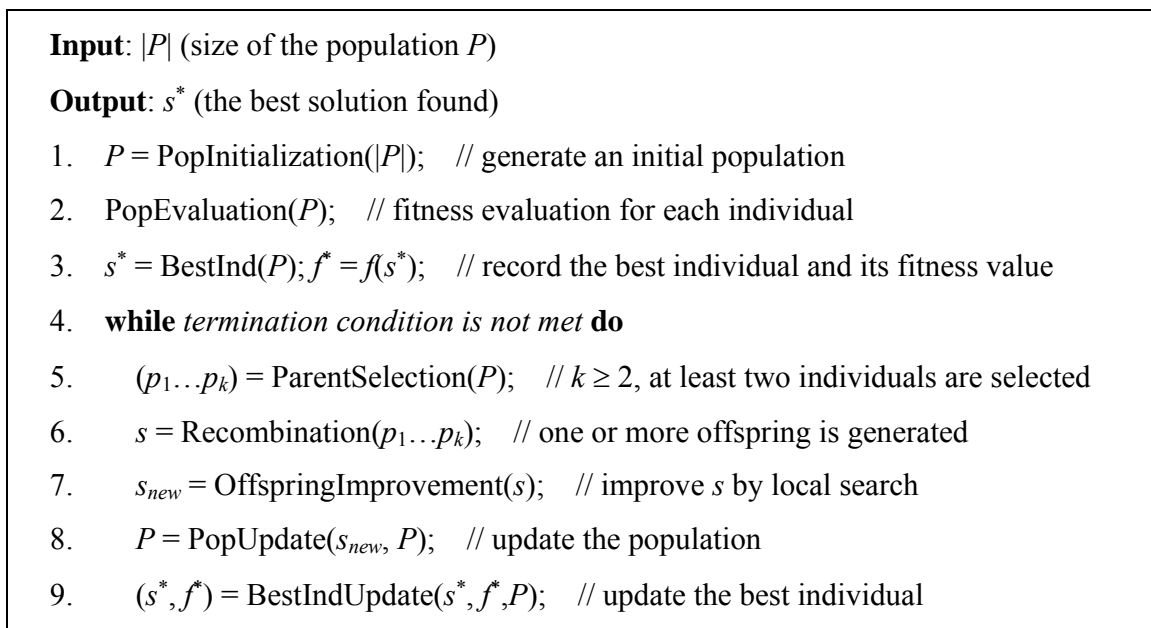 Input: |P| (size of the population P)
Output: s* (the best solution found)
1. P = PopInitialization(|P|); // generate an initial population
2. PopEvaluation(P); // fitness evaluation for each individual
3. s* = BestInd(P); f* = f(s*); // record the best individual and its fitness value
4. while termination condition is not met do
5. (p1…pk) = ParentSelection(P); // k ≥ 2, at least two individuals are selected
6. s = Recombination(p1…pk); // one or more offspring is generated
7. snew = OffspringImprovement(s); // improve s by local search
8. P = PopUpdate(snew, P); // update the population
9. (s*, f*) = BestIndUpdate(s*, f*,P); // update the best individual